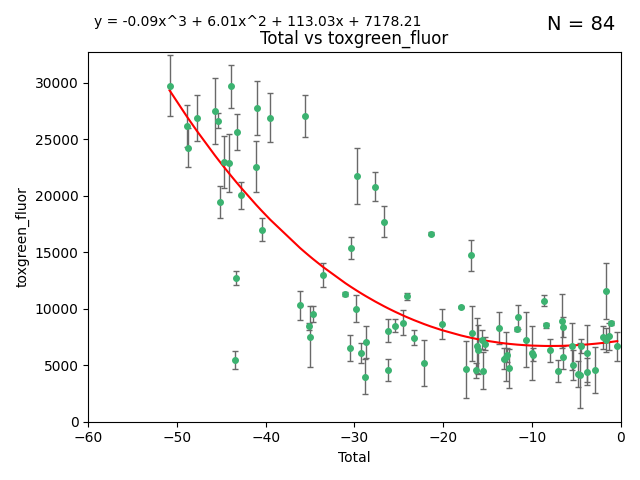 y = -0.09x^3 + 6.01x^2 + 113.03x + 7178.21
N = 84
Total vs toxgreen_fluor
30000
25000
20000
15000
10000
5000
0
toxgreen_fluor
−60 −50 −40 −30 −20 −10 0
Total